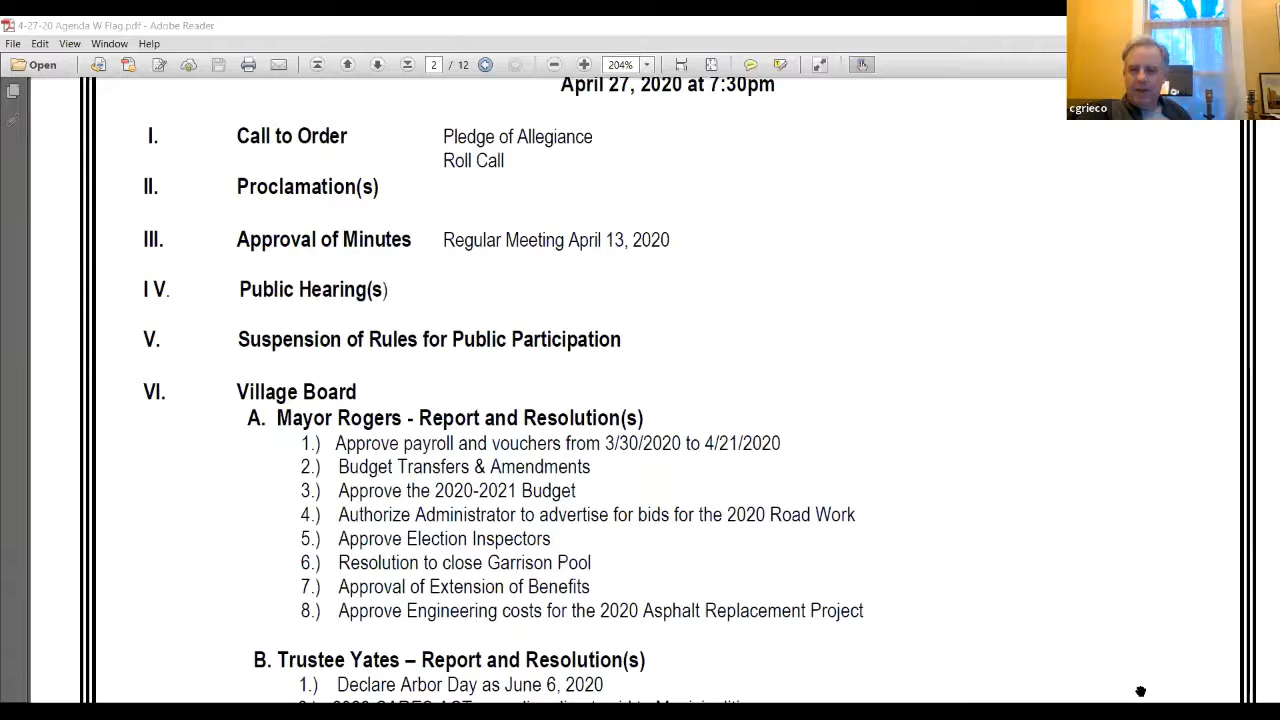 4-27-20 Agenda W Flag.pdf - Adobe Reader
File Edit View Window Help
Open 2 / 12 204%
cgrieco
April 27, 2020 at 7:30pm
I. Call to Order Pledge of Allegiance
Roll Call
II. Proclamation(s)
III. Approval of Minutes Regular Meeting April 13, 2020
I V. Public Hearing(s)
V. Suspension of Rules for Public Participation
VI. Village Board
A. Mayor Rogers - Report and Resolution(s)
1.) Approve payroll and vouchers from 3/30/2020 to 4/21/2020
2.) Budget Transfers & Amendments
3.) Approve the 2020-2021 Budget
4.) Authorize Administrator to advertise for bids for the 2020 Road Work
5.) Approve Election Inspectors
6.) Resolution to close Garrison Pool
7.) Approval of Extension of Benefits
8.) Approve Engineering costs for the 2020 Asphalt Replacement Project
B. Trustee Yates – Report and Resolution(s)
1.) Declare Arbor Day as June 6, 2020